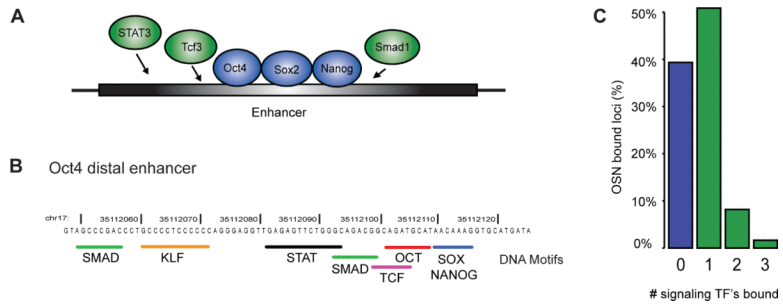 A
STAT3
Tcf3
Oct4
Sox2
Nanog
Smad1
Enhancer
B Oct4 distal enhancer
chr17: 35112060 35112070 35112080 35112090 35112100 35112110 35112120
GTAGCCCGACCCTGCCCCTCCCCCCAGGGAGGTTGAGAGTTCTGGGCAGACGGCAGATGCATAACAAAGGTGCATGATA
SMAD KLF STAT SMAD TCF OCT SOX
NANOG
DNA Motifs
C
OSN bound loci (%)
50%
40%
30%
20%
10%
0%
0 1 2 3
# signaling TF's bound